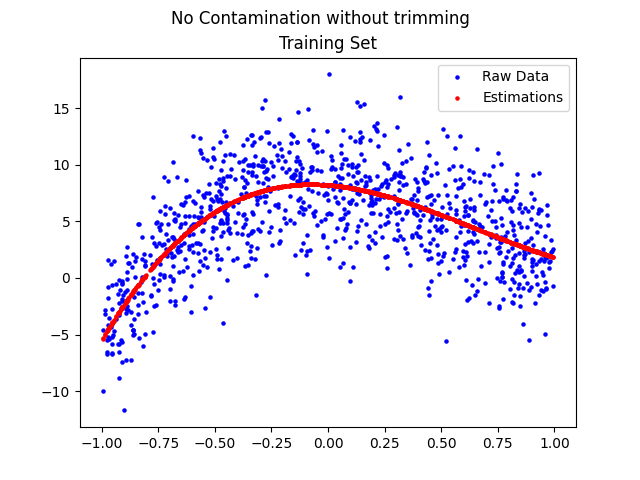 No Contamination without trimming
Training Set
Raw Data
Estimations
15
10
5
0
−5
−10
−1.00 −0.75 −0.50 −0.25 0.00 0.25 0.50 0.75 1.00